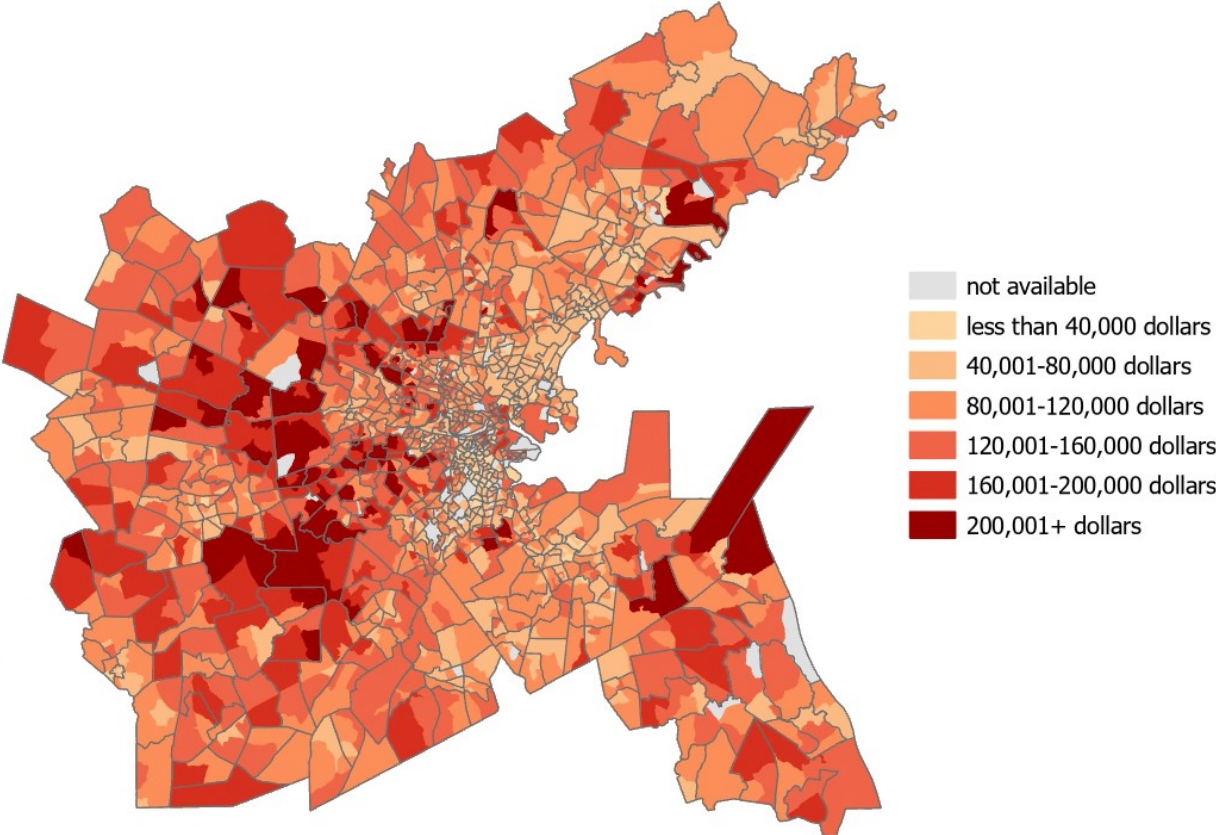 not available
less than 40,000 dollars
40,001-80,000 dollars
80,001-120,000 dollars
120,001-160,000 dollars
160,001-200,000 dollars
200,001+ dollars